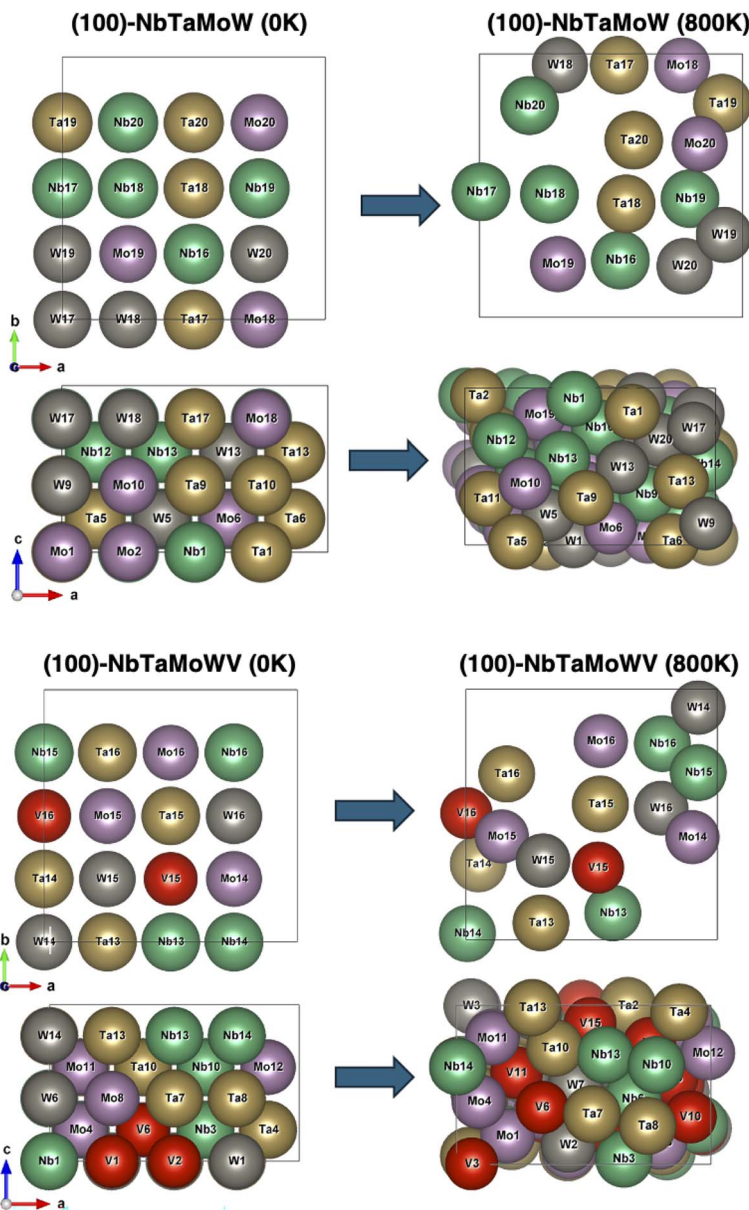 (100)-NbTaMoW (0K) (100)-NbTaMoW (800K)
Ta19 Nb20 Ta20 Mo20
Nb17 Nb18 Ta18 Nb19
W19 Mo19 Nb16 W20
W17 W18 Ta17 Mo18
b
a
W18 Ta17 Mo18
Nb20 Ta19
Ta20 Mo20
Nb17 Nb18 Ta18 Nb19
W19
Mo19 Nb16 W20
W17 W18 Ta17 Mo18
Nb12 Nb13 W13 Ta13
W9 Mo10 Ta9 Ta10
Ta5 W5 Mo6 Ta6
Mo1 Mo2 Nb1 Ta1
c
a
Ta2 Nb1
Mo19 Ta1
W17
Nb12 W20
Nb13 W13
Mo10 Ta13
Ta11 Ta9 Nb9
W5 Mo6 W9
Ta5 W1 Ta6
(100)-NbTaMoWV (0K) (100)-NbTaMoWV (800K)
Nb15 Ta16 Mo16 Nb16
V16 Mo15 Ta15 W16
Ta14 W15 V15 Mo14
W14 Ta13 Nb13 Nb14
b
a
W14
Mo16 Nb16
Ta16 Nb15
V16 Ta15 W16
Mo15 Mo14
Ta14 W15 V15
Nb14 Ta13 Nb13
W14 Ta13 Nb13 Nb14
Mo11 Ta10 Nb10 Mo12
W6 Mo8 Ta7 Ta8
Mo4 V6 Nb3 Ta4
Nb1 V1 V2 W1
c
a
W3 Ta13 Ta2 Ta4
V15
Mo11 Ta10 Nb13 Nb10 Mo12
Nb14 V11 W7
Mo4 V6 Ta7 V10
Mo1 W2 Ta8
V3 Nb3